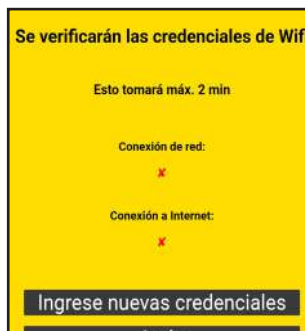 Se verificarán las credenciales de Wif
Esto tomará máx. 2 min
Conexión de red:
✘
Conexión a Internet:
✘
Ingrese nuevas credenciales